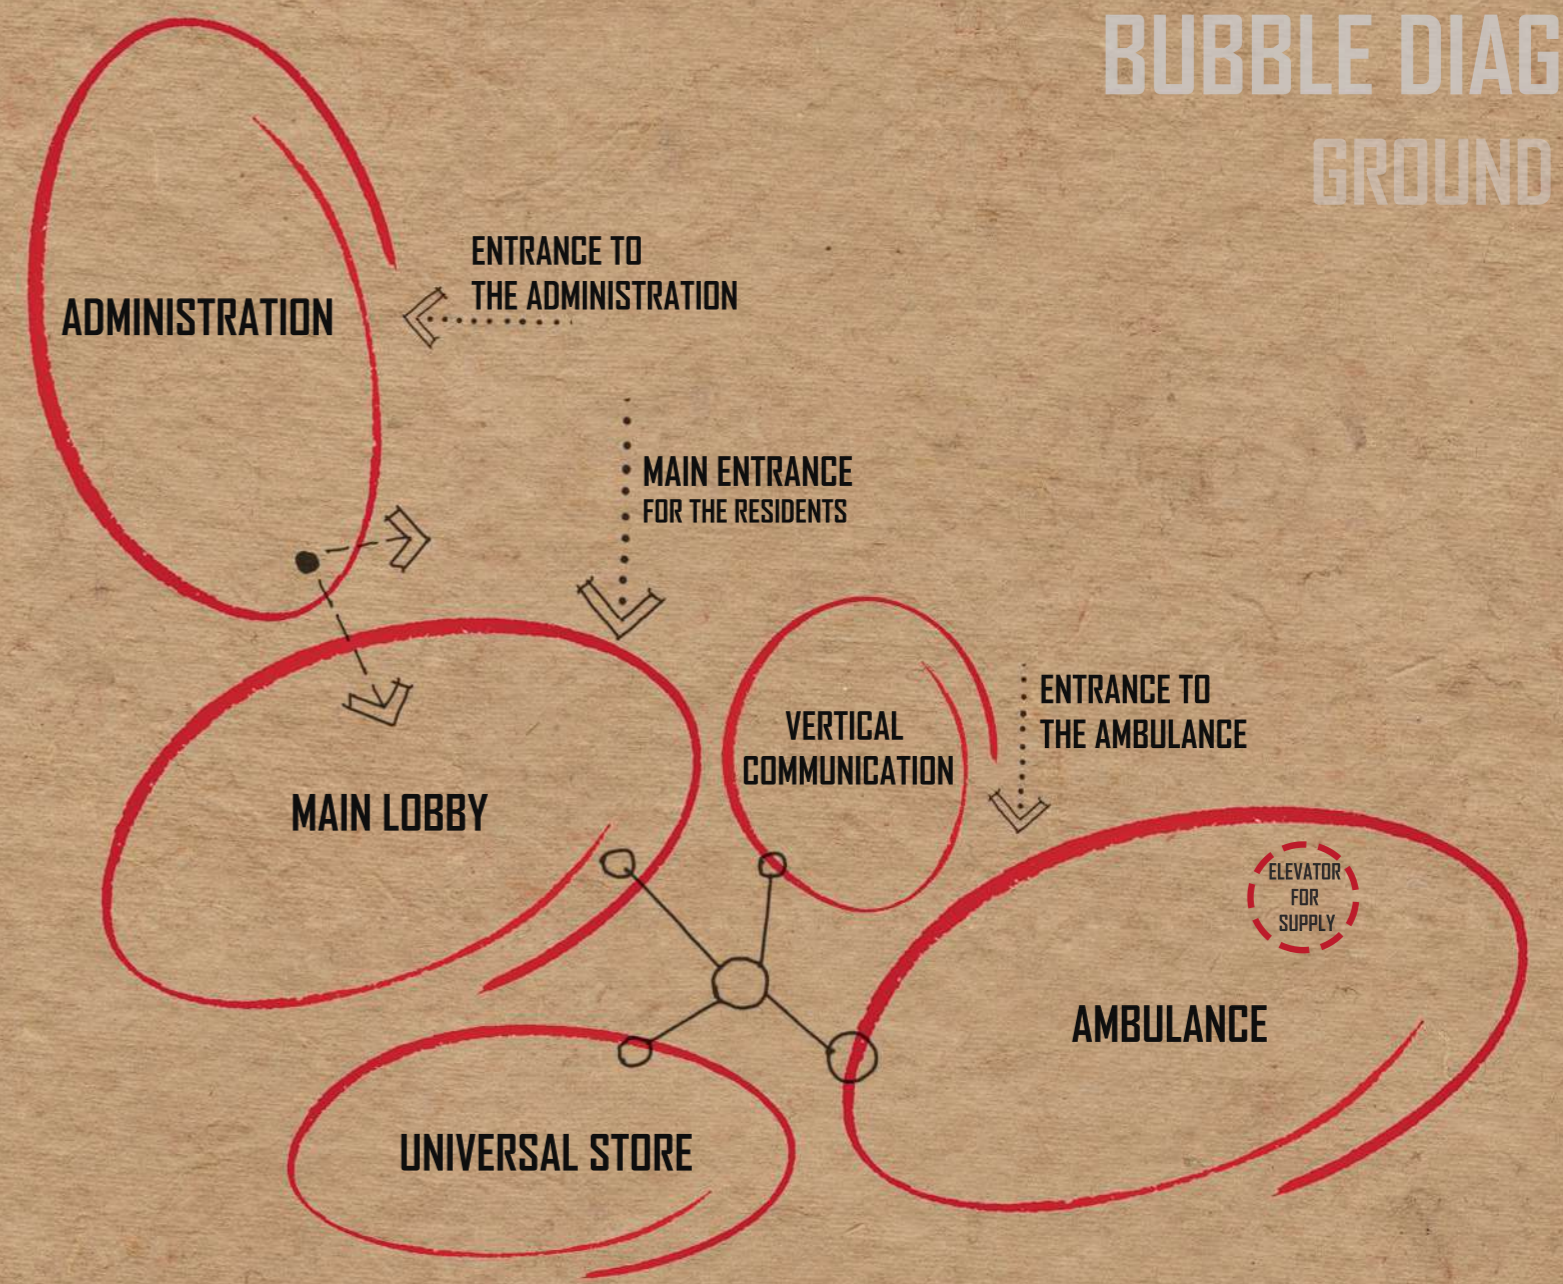 BUBBLE DIAG
GROUND
ENTRANCE TO
THE ADMINISTRATION
ADMINISTRATION
MAIN ENTRANCE
FOR THE RESIDENTS
ENTRANCE TO
THE AMBULANCE
VERTICAL
COMMUNICATION
MAIN LOBBY
ELEVATOR
FOR
SUPPLY
AMBULANCE
UNIVERSAL STORE